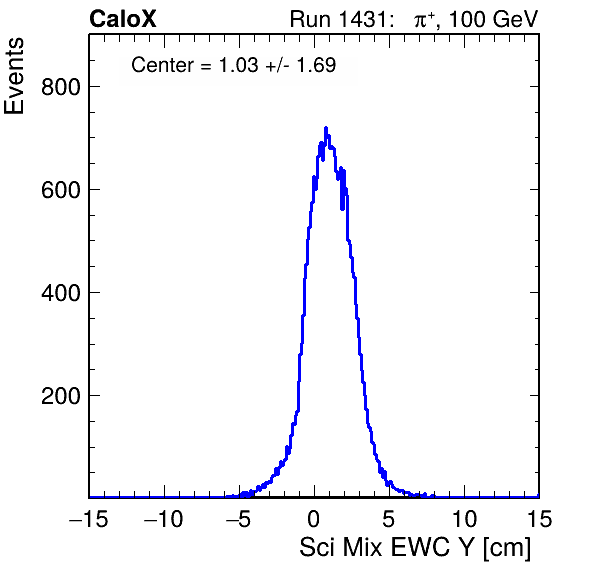 CaloX Run 1431: π⁺, 100 GeV
Center = 1.03 +/- 1.69
Events
800
600
400
200
−15 −10 −5 0 5 10 15
Sci Mix EWC Y [cm]